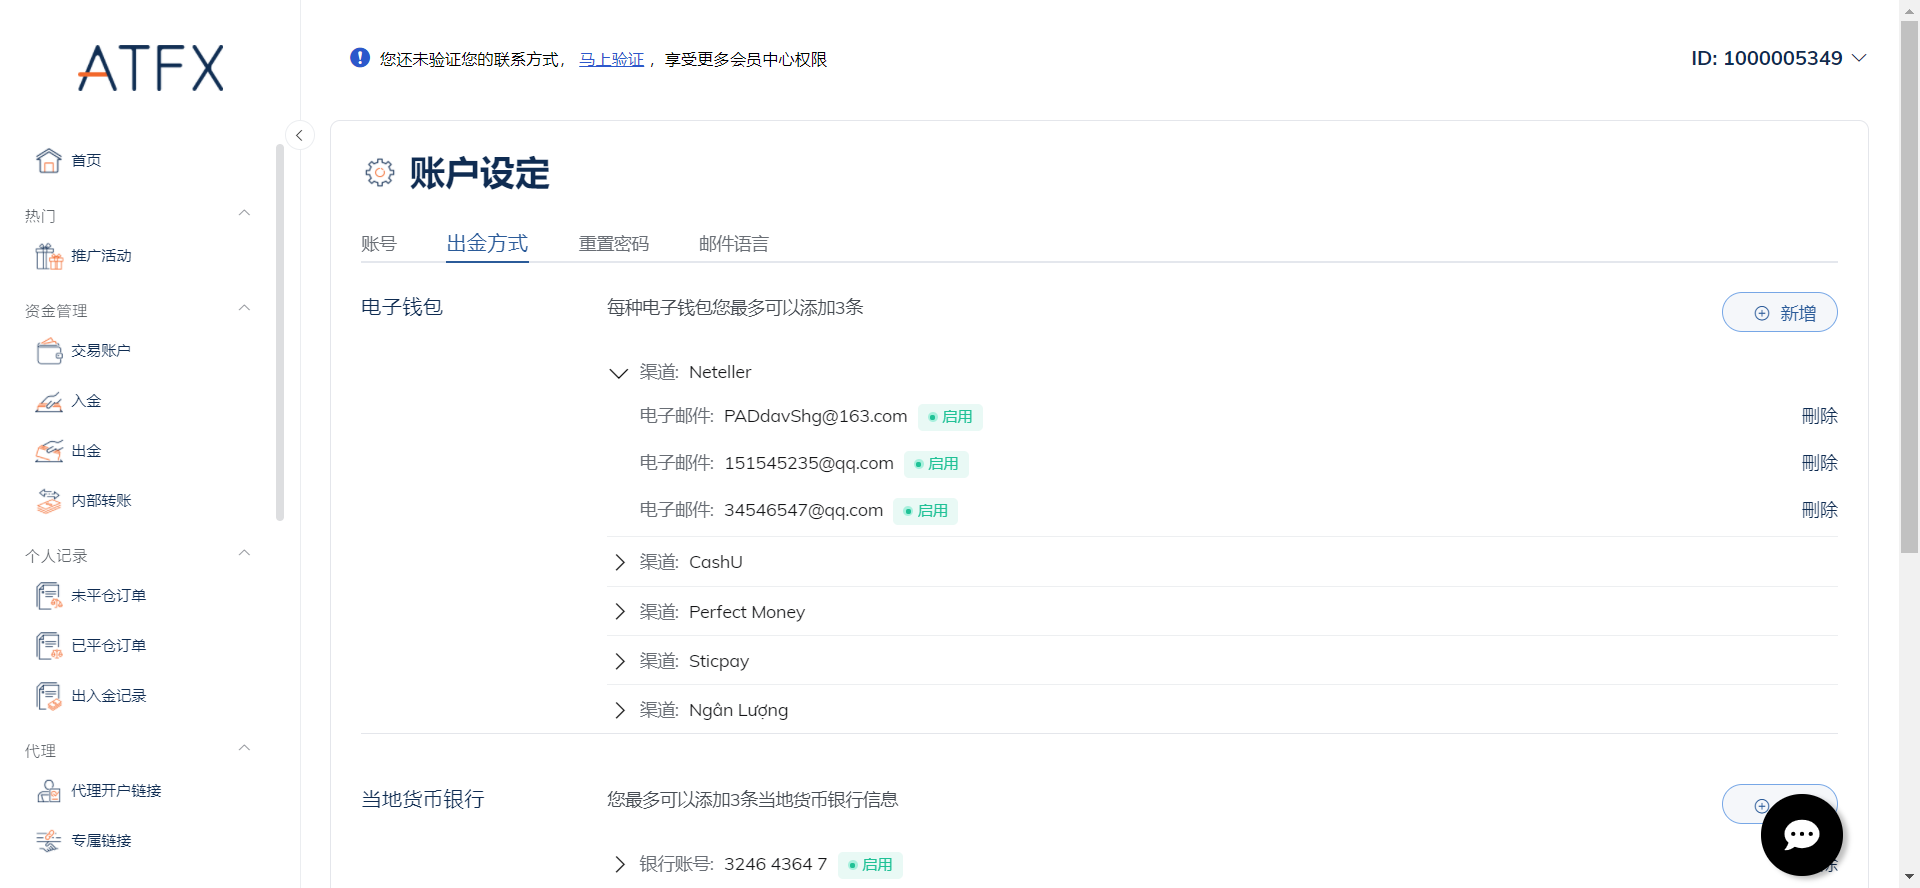 ATFX
您还未验证您的联系方式， 马上验证 ，享受更多会员中心权限
ID: 1000005349
首页
热门
推广活动
资金管理
交易账户
入金
出金
内部转账
个人记录
未平仓订单
已平仓订单
出入金记录
代理
代理开户链接
专属链接
账户设定
账号 出金方式 重置密码 邮件语言
电子钱包 每种电子钱包您最多可以添加3条 新增
渠道: Neteller
电子邮件: PADdavShg@163.com 启用 刪除
电子邮件: 151545235@qq.com 启用 刪除
电子邮件: 34546547@qq.com 启用 刪除
渠道: CashU
渠道: Perfect Money
渠道: Sticpay
渠道: Ngân Lượng
当地货币银行 您最多可以添加3条当地货币银行信息
银行账号: 3246 4364 7 启用